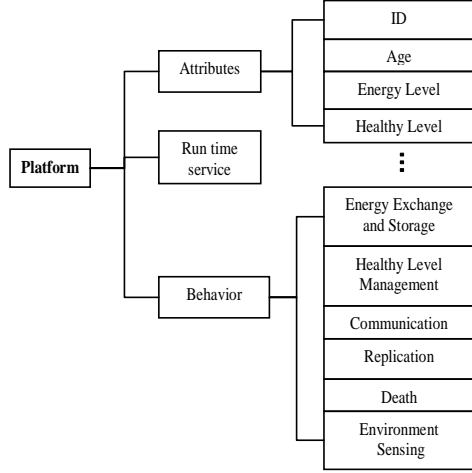 ID
Age
Attributes
Energy Level
Healthy Level
Run time
service
Platform
Energy Exchange
and Storage
Healthy Level
Management
Behavior
Communication
Replication
Death
Environment
Sensing